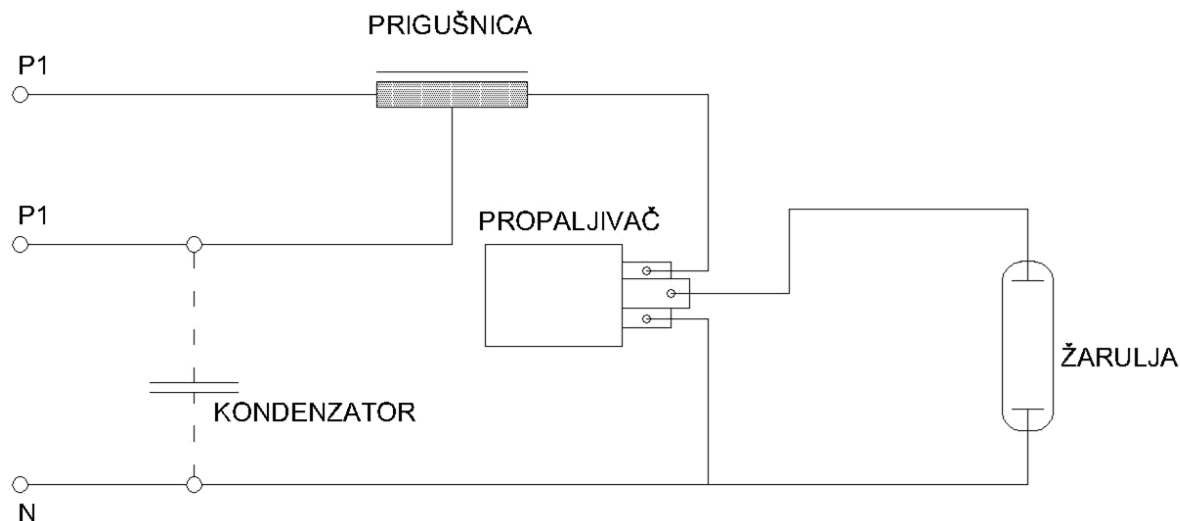 PRIGUŠNICA
P1
P1
PROPALJIVAČ
ŽARULJA
KONDENZATOR
N